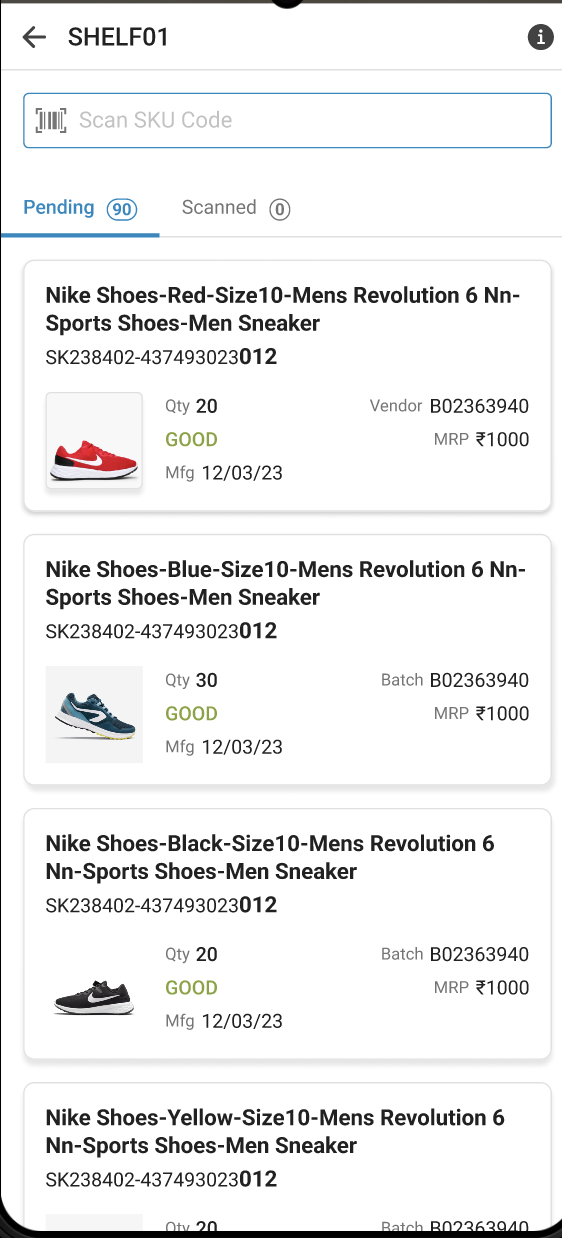 SHELF01
Scan SKU Code
Pending 90 Scanned 0
Nike Shoes-Red-Size10-Mens Revolution 6 Nn-
Sports Shoes-Men Sneaker
SK238402-437493023012
Qty 20 Vendor B02363940
GOOD MRP ₹1000
Mfg 12/03/23
Nike Shoes-Blue-Size10-Mens Revolution 6 Nn-
Sports Shoes-Men Sneaker
SK238402-437493023012
Qty 30 Batch B02363940
GOOD MRP ₹1000
Mfg 12/03/23
Nike Shoes-Black-Size10-Mens Revolution 6
Nn-Sports Shoes-Men Sneaker
SK238402-437493023012
Qty 20 Batch B02363940
GOOD MRP ₹1000
Mfg 12/03/23
Nike Shoes-Yellow-Size10-Mens Revolution 6
Nn-Sports Shoes-Men Sneaker
SK238402-437493023012
Qty 20 Batch B02363940